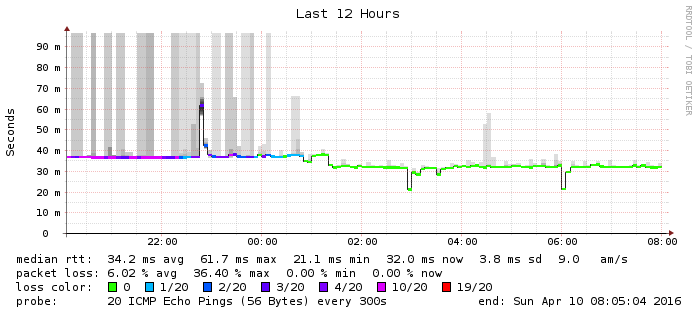 Last 12 Hours
RRDTOOL / TOBI OETIKER
Seconds
90 m
80 m
70 m
60 m
50 m
40 m
30 m
20 m
10 m
0
22:00 00:00 02:00 04:00 06:00 08:00
median rtt: 34.2 ms avg 61.7 ms max 21.1 ms min 32.0 ms now 3.8 ms sd 9.0 am/s
packet loss: 6.02 % avg 36.40 % max 0.00 % min 0.00 % now
loss color: 0 1/20 2/20 3/20 4/20 10/20 19/20
probe: 20 ICMP Echo Pings (56 Bytes) every 300s end: Sun Apr 10 08:05:04 2016